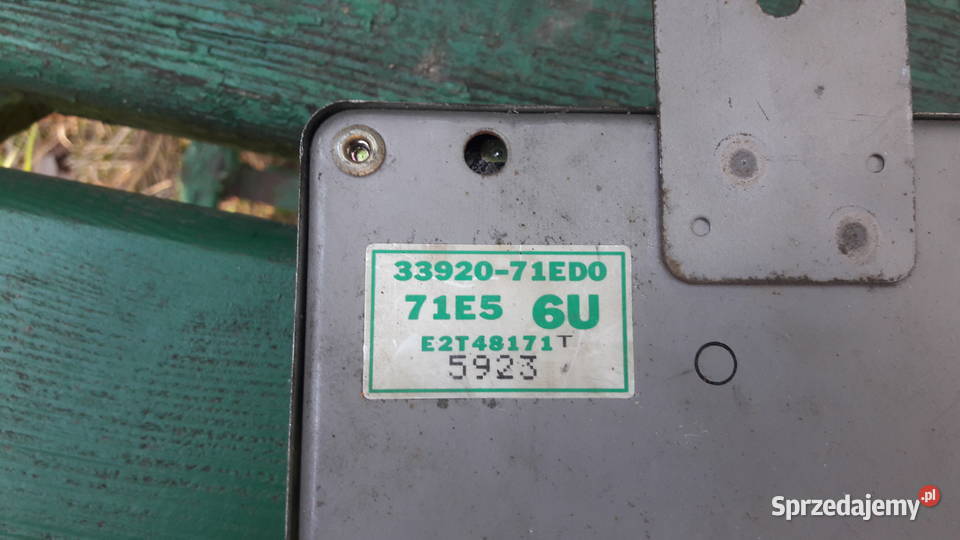 33920-71ED0
71E5 6U
E2T48171T
5923
Sprzedajemy.pl